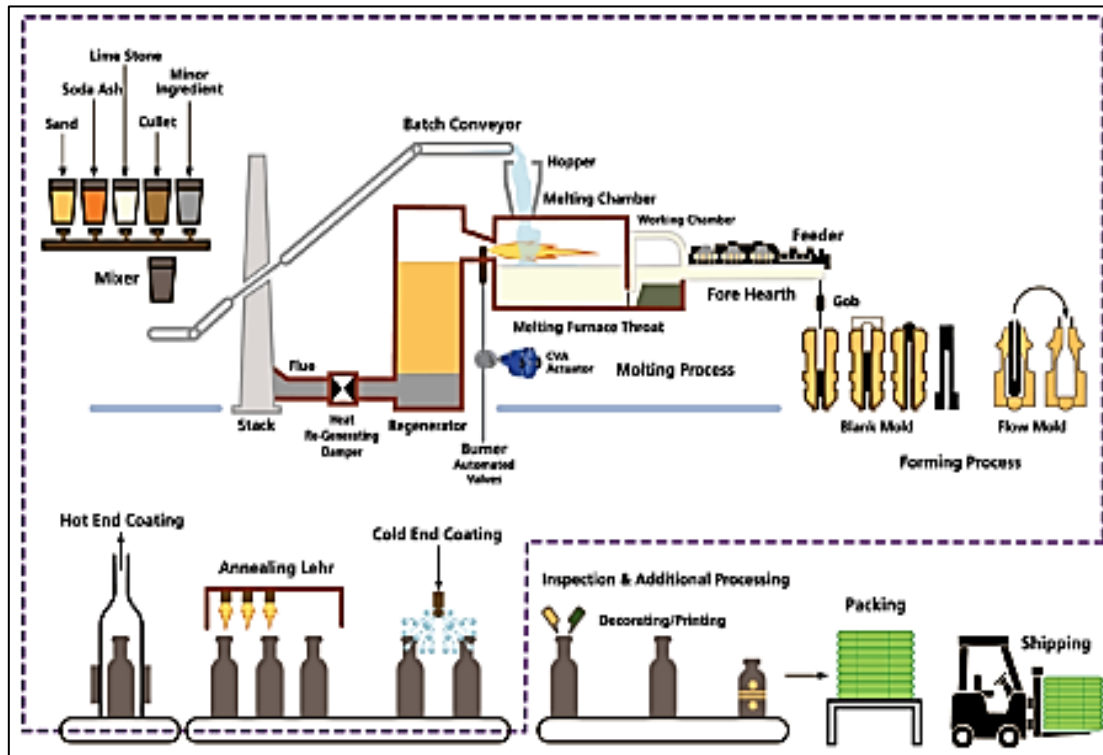 Lime Stone
Minor
Ingredient
Soda Ash
Cullet
Sand
Mixer
Batch Conveyor
Hopper
Melting Chamber
Working Chamber
Feeder
Fore Hearth
Gob
Melting Furnace Throat
CVA
Actuator
Molting Process
Flue
Stack
Heat
Re-Generating
Damper
Regenerator
Burner
Automated
Valves
Blank Mold
Flow Mold
Forming Process
Hot End Coating
Annealing Lehr
Cold End Coating
Inspection & Additional Processing
Decorating/Printing
Packing
Shipping